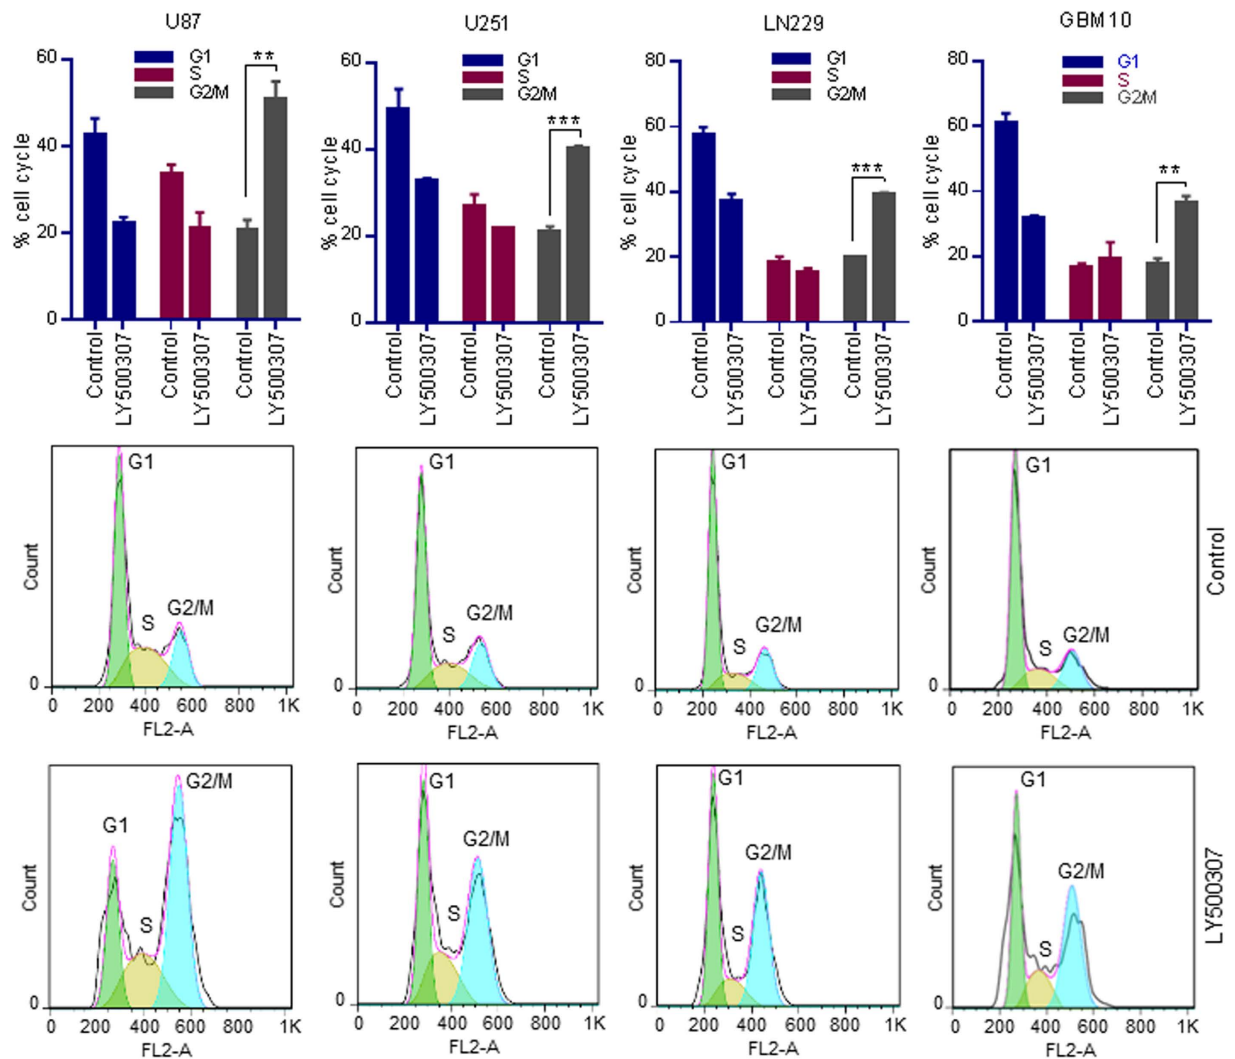 U87
60
40
20
0
% cell cycle
G1
S
G2/M
**
Control
LY500307
Control
LY500307
Control
LY500307
U251
60
40
20
0
% cell cycle
G1
S
G2/M
***
Control
LY500307
Control
LY500307
Control
LY500307
LN229
80
60
40
20
0
% cell cycle
G1
S
G2/M
***
Control
LY500307
Control
LY500307
Control
LY500307
GBM10
80
60
40
20
0
% cell cycle
G1
S
G2/M
**
Control
LY500307
Control
LY500307
Control
LY500307
Count
G1
S
G2/M
0
0 200 400 600 800 1K
FL2-A
Count
G1
S
G2/M
0
0 200 400 600 800 1K
FL2-A
Count
G1
S
G2/M
0
0 200 400 600 800 1K
FL2-A
Count
G1
S
G2/M
0
0 200 400 600 800 1K
FL2-A
Control
Count
G1
S
G2/M
0
0 200 400 600 800 1K
FL2-A
Count
G1
S
G2/M
0
0 200 400 600 800 1K
FL2-A
Count
G1
S
G2/M
0
0 200 400 600 800 1K
FL2-A
Count
G1
S
G2/M
0
0 200 400 600 800 1K
FL2-A
LY500307